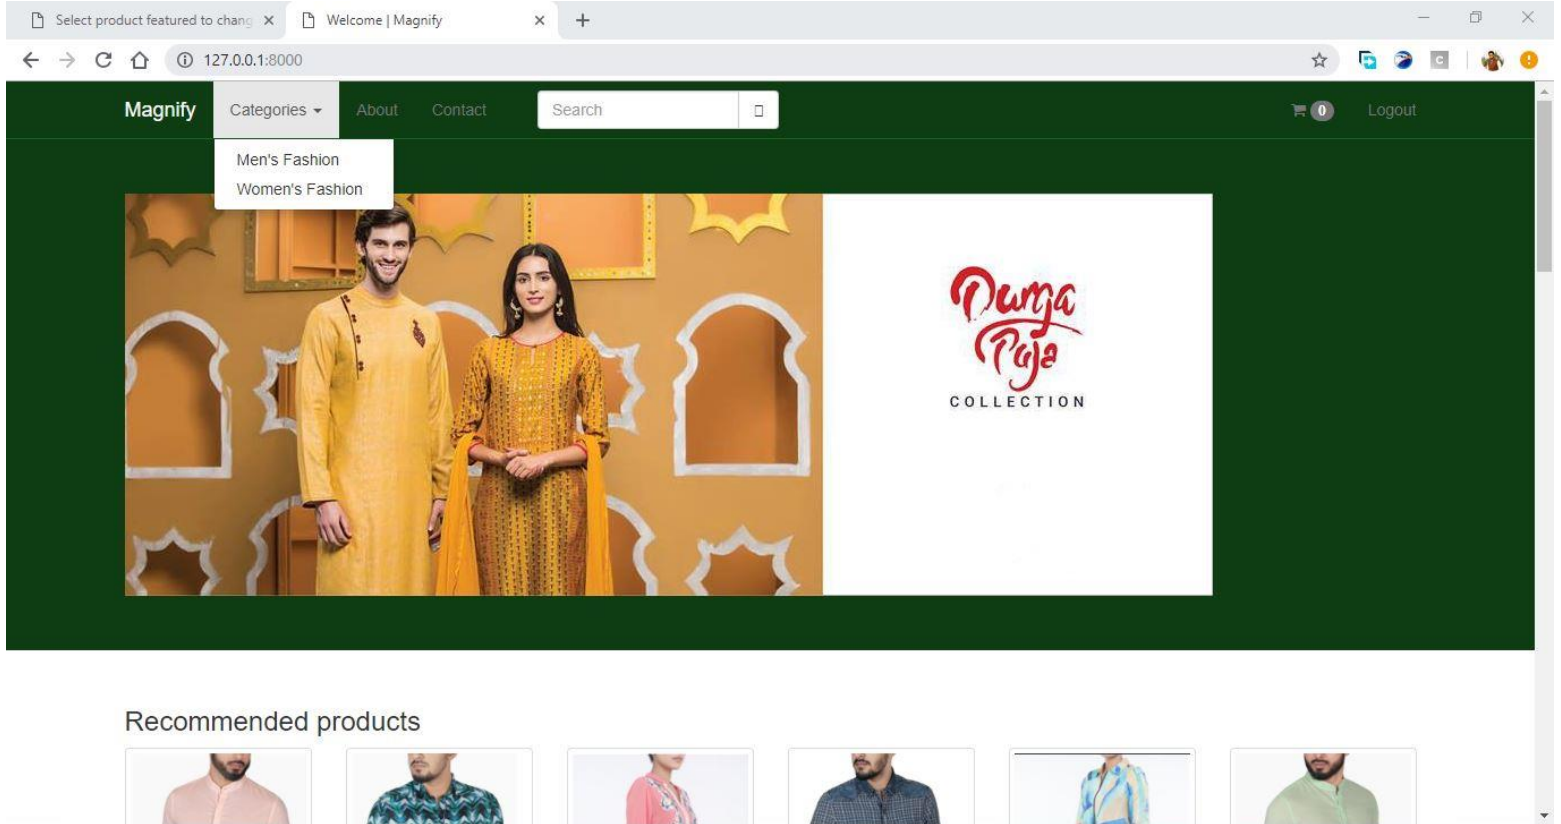 Select product featured to chang
Welcome | Magnify
127.0.0.1:8000
Magnify Categories About Contact Search 0 Logout
Men's Fashion
Women's Fashion
Durga
Puja
COLLECTION
Recommended products